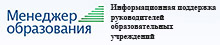 Менеджер
образования
Информационная поддержка
руководителей
образовательных
учреждений